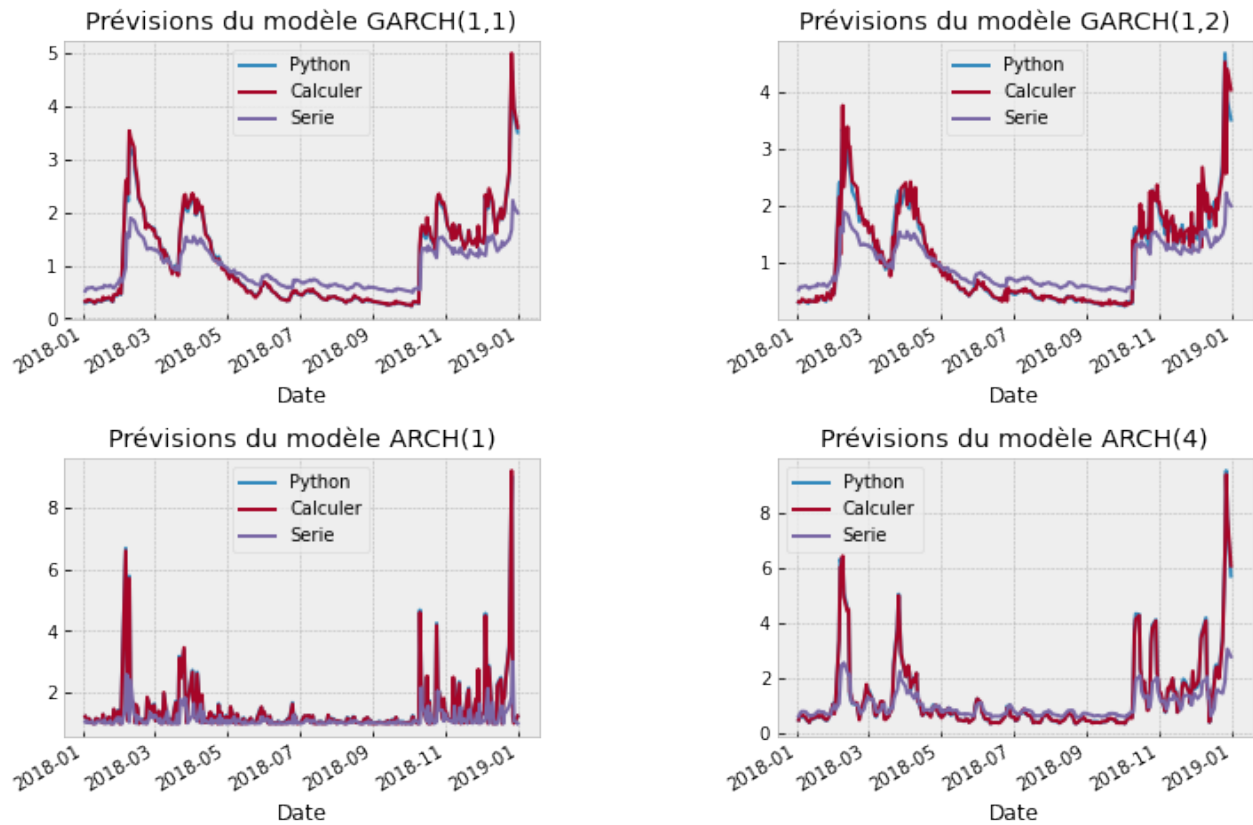 Prévisions du modèle GARCH(1,1)
5
4
3
2
1
0
Python
Calculer
Serie
2018-01
2018-03
2018-05
2018-07
2018-09
2018-11
2019-01
Date
Prévisions du modèle GARCH(1,2)
4
3
2
1
Python
Calculer
Serie
2018-01
2018-03
2018-05
2018-07
2018-09
2018-11
2019-01
Date
Prévisions du modèle ARCH(1)
8
6
4
2
Python
Calculer
Serie
2018-01
2018-03
2018-05
2018-07
2018-09
2018-11
2019-01
Date
Prévisions du modèle ARCH(4)
8
6
4
2
0
Python
Calculer
Serie
2018-01
2018-03
2018-05
2018-07
2018-09
2018-11
2019-01
Date